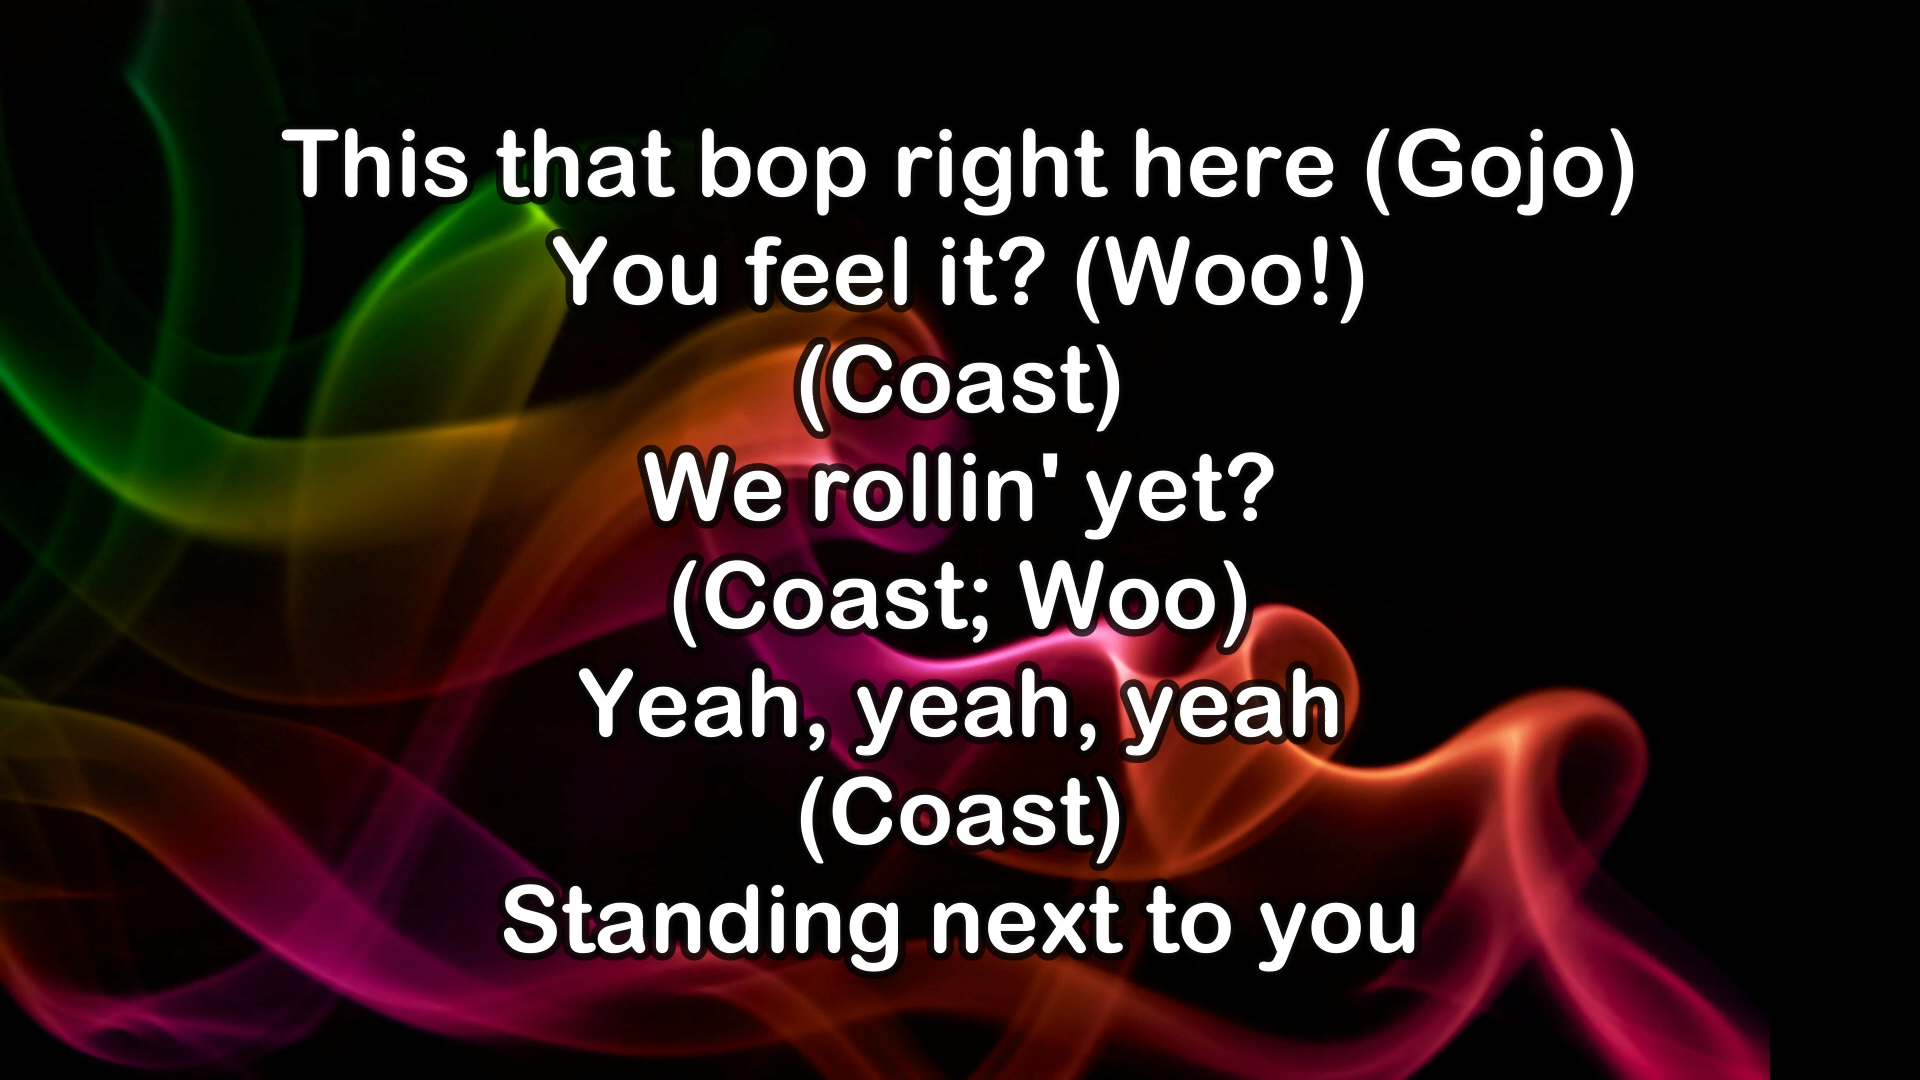 This that bop right here (Gojo)
You feel it? (Woo!)
(Coast)
We rollin' yet?
(Coast; Woo)
Yeah, yeah, yeah
(Coast)
Standing next to you